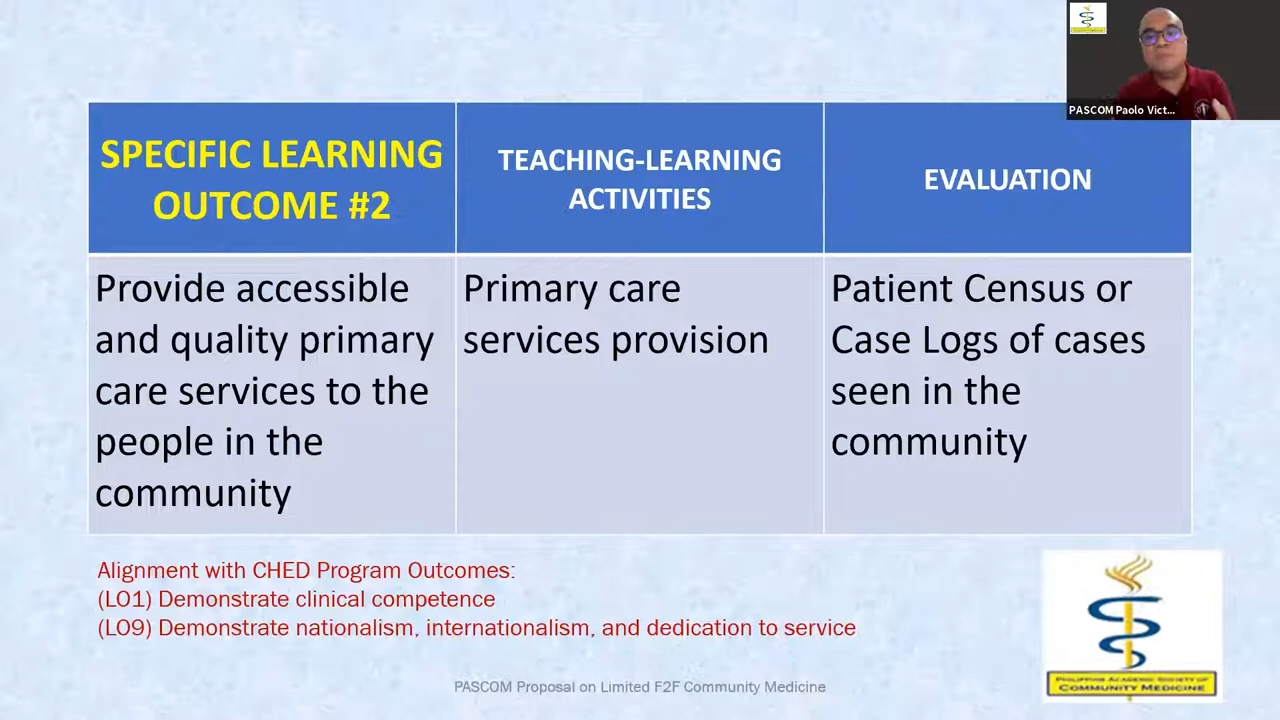 PASCOM Paolo Vict...
SPECIFIC LEARNING
OUTCOME #2
TEACHING-LEARNING
ACTIVITIES
EVALUATION
Provide accessible
and quality primary
care services to the
people in the
community
Primary care
services provision
Patient Census or
Case Logs of cases
seen in the
community
Alignment with CHED Program Outcomes:
(LO1) Demonstrate clinical competence
(LO9) Demonstrate nationalism, internationalism, and dedication to service
PHILIPPINE ACADEMIC SOCIETY OF
COMMUNITY MEDICINE
PASCOM Proposal on Limited F2F Community Medicine